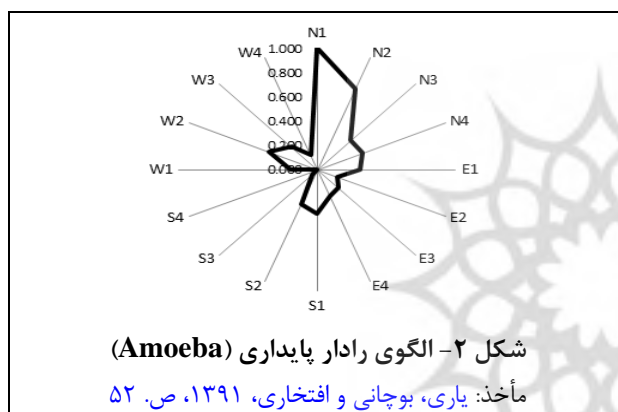 N1
1.000
0.800
0.600
0.400
0.200
0.000
N2
N3
N4
E1
E2
E3
E4
S1
S2
S3
S4
W1
W2
W3
W4
شکل ۲- الگوی رادار پایداری (Amoeba)
مأخذ: یاری، بوچانی و افتخاری، ۱۳۹۱، ص. ۵۲